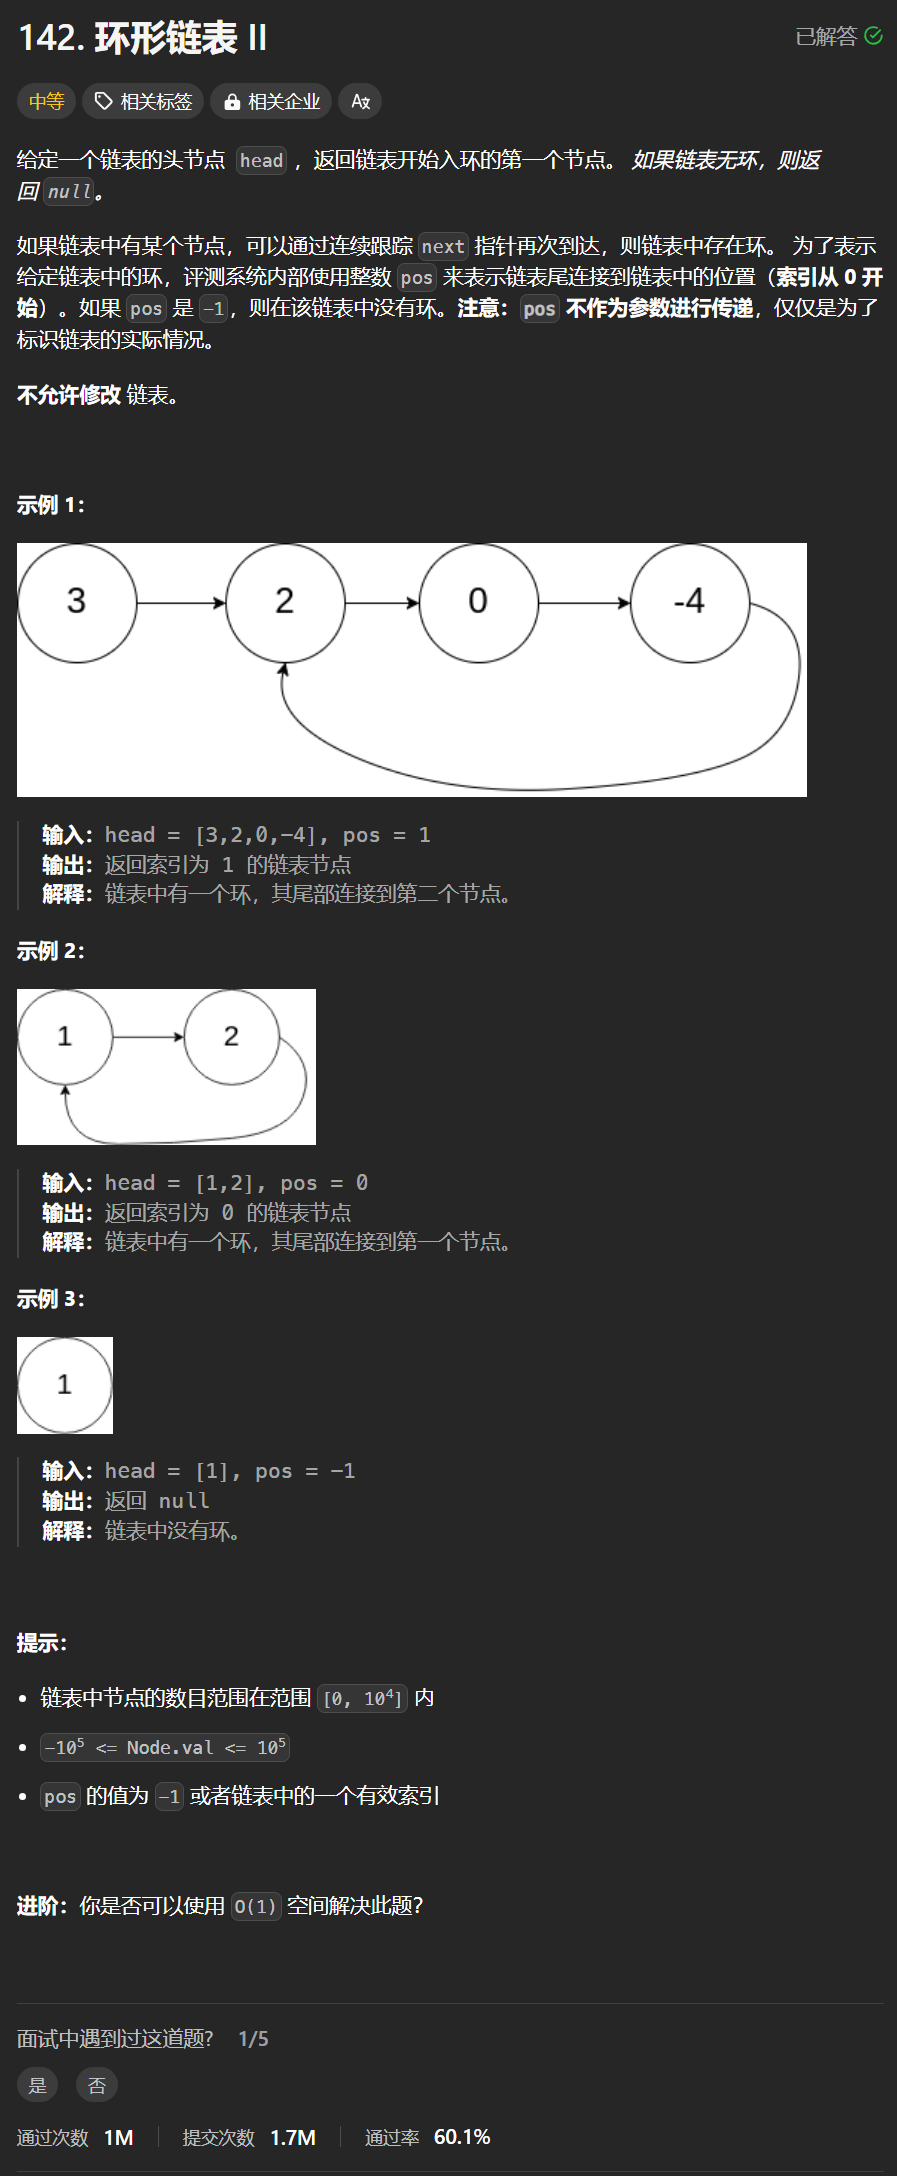 142. 环形链表 II
已解答
中等 相关标签 相关企业 A文
给定一个链表的头节点 head ，返回链表开始入环的第一个节点。 如果链表无环，则返
回 null。
如果链表中有某个节点，可以通过连续跟踪 next 指针再次到达，则链表中存在环。 为了表示
给定链表中的环，评测系统内部使用整数 pos 来表示链表尾连接到链表中的位置（索引从 0 开
始）。如果 pos 是 -1，则在该链表中没有环。注意：pos 不作为参数进行传递，仅仅是为了
标识链表的实际情况。
不允许修改 链表。
示例 1：
3 2 0 -4
输入：head = [3,2,0,-4], pos = 1
输出：返回索引为 1 的链表节点
解释：链表中有一个环，其尾部连接到第二个节点。
示例 2：
1 2
输入：head = [1,2], pos = 0
输出：返回索引为 0 的链表节点
解释：链表中有一个环，其尾部连接到第一个节点。
示例 3：
1
输入：head = [1], pos = -1
输出：返回 null
解释：链表中没有环。
提示：
• 链表中节点的数目范围在范围 [0, 10⁴] 内
• -10⁵ <= Node.val <= 10⁵
• pos 的值为 -1 或者链表中的一个有效索引
进阶：你是否可以使用 O(1) 空间解决此题？
面试中遇到过这道题? 1/5
是 否
通过次数 1M 提交次数 1.7M 通过率 60.1%